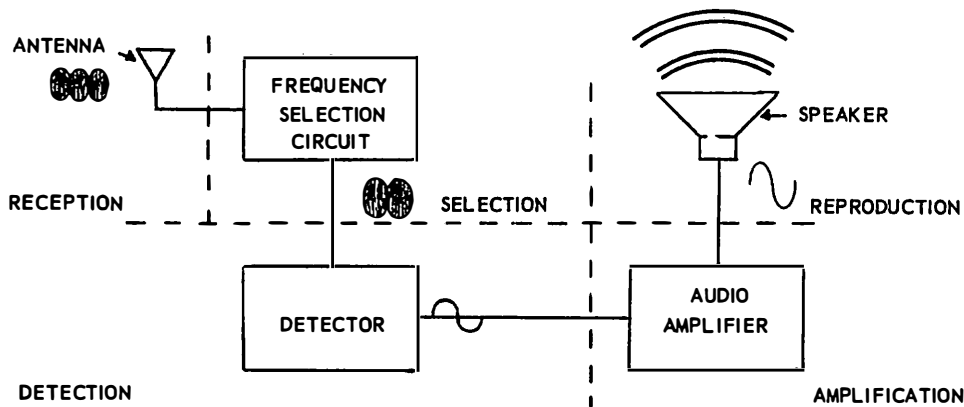 ANTENNA
FREQUENCY
SELECTION
CIRCUIT
SPEAKER
RECEPTION
SELECTION
REPRODUCTION
DETECTOR
AUDIO
AMPLIFIER
DETECTION
AMPLIFICATION